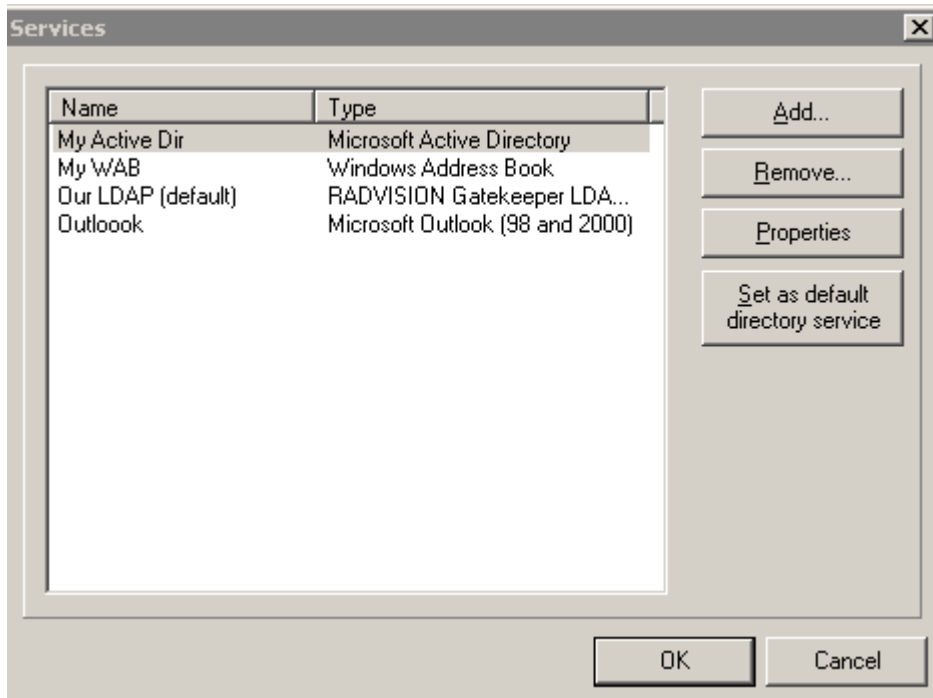 Services
Name Type
My Active Dir Microsoft Active Directory
My WAB Windows Address Book
Our LDAP (default) RADVISION Gatekeeper LDA...
Outloook Microsoft Outlook (98 and 2000)
Add...
Remove...
Properties
Set as default
directory service
OK Cancel